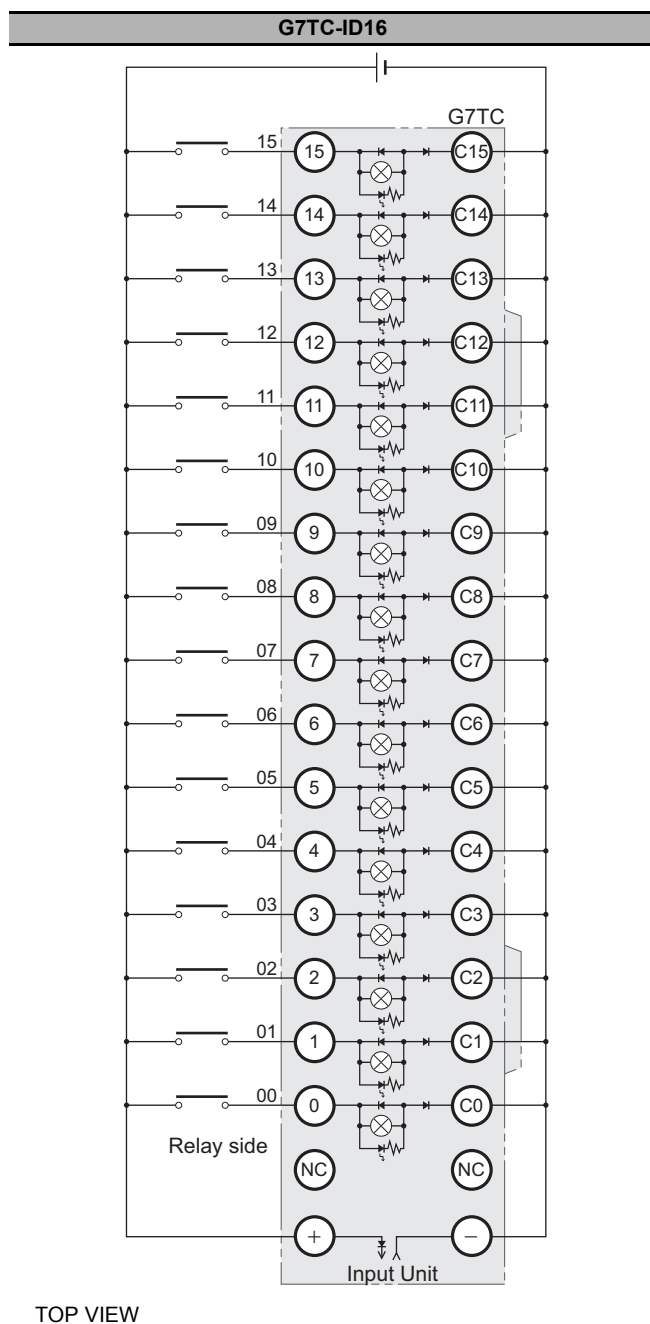 G7TC-ID16
G7TC
15 15 C15
14 14 C14
13 13 C13
12 12 C12
11 11 C11
10 10 C10
09 9 C9
08 8 C8
07 7 C7
06 6 C6
05 5 C5
04 4 C4
03 3 C3
02 2 C2
01 1 C1
00 0 C0
Relay side
NC NC
+ −
Input Unit
TOP VIEW